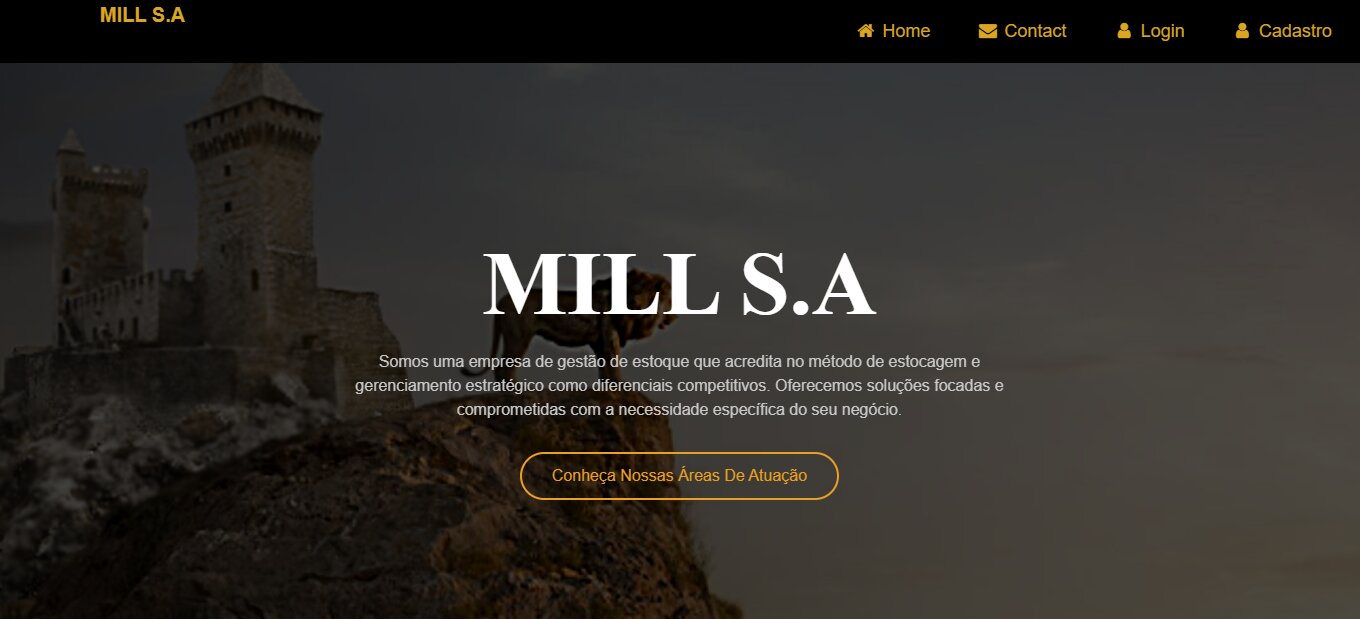 MILL S.A
Home
Contact
Login
Cadastro
MILL S.A
Somos uma empresa de gestão de estoque que acredita no método de estocagem e
gerenciamento estratégico como diferenciais competitivos. Oferecemos soluções focadas e
comprometidas com a necessidade específica do seu negócio.
Conheça Nossas Áreas De Atuação